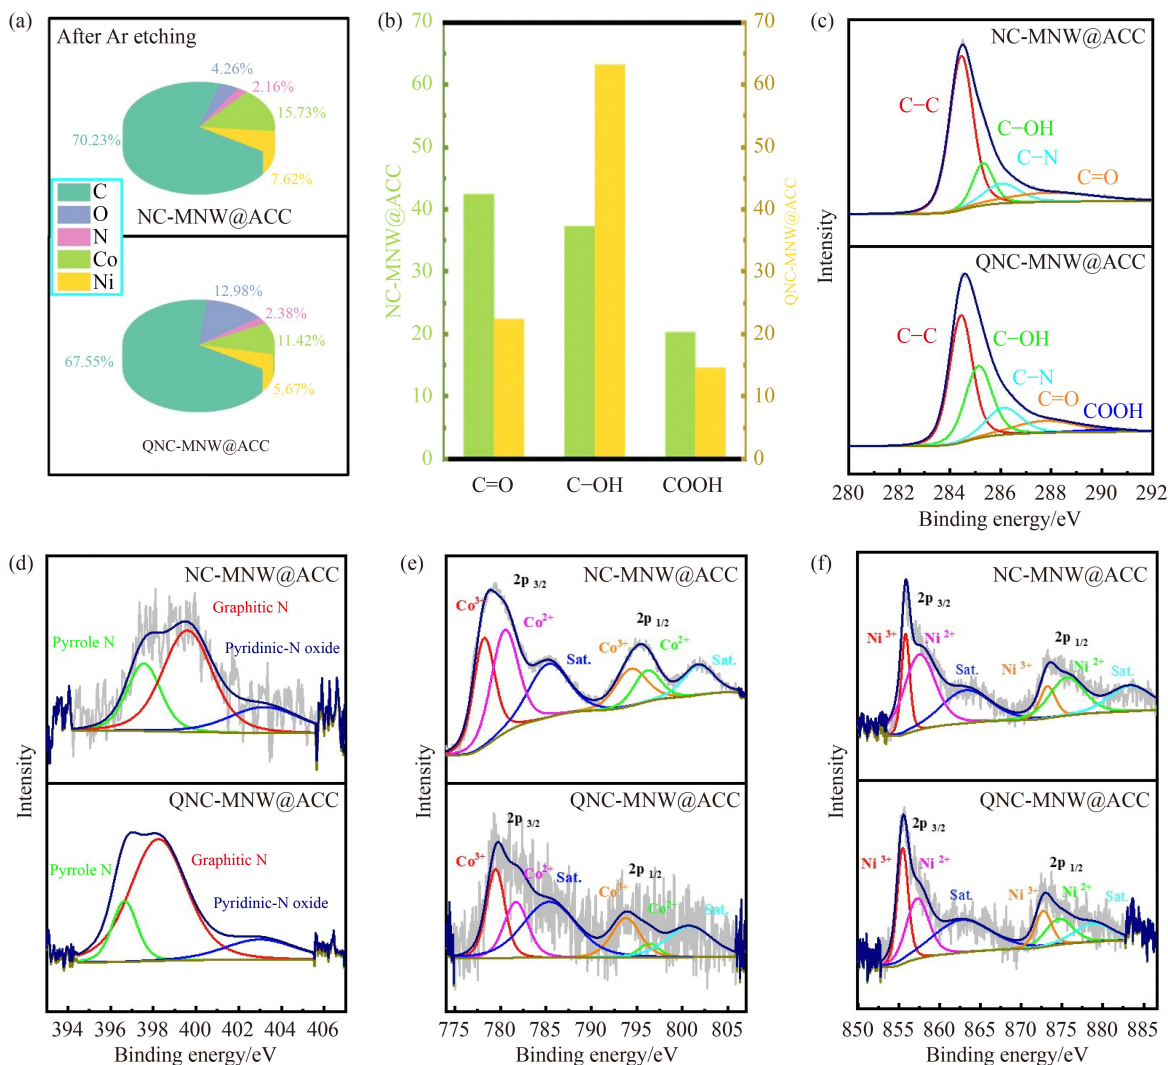 (a)
After Ar etching
4.26%
2.16%
15.73%
70.23%
7.62%
NC-MNW@ACC
C
O
N
Co
Ni
12.98%
2.38%
11.42%
67.55%
5.67%
QNC-MNW@ACC
(b)
70
60
50
40
30
20
10
0
NC-MNW@ACC
70
60
50
40
30
20
10
0
QNC-MNW@ACC
C=O
C−OH
COOH
(c)
NC-MNW@ACC
C−C
C−OH
C−N
C=O
QNC-MNW@ACC
C−C
C−OH
C−N
C=O
COOH
Intensity
280 282 284 286 288 290 292
Binding energy/eV
(d)
NC-MNW@ACC
Graphitic N
Pyrrole N
Pyridinic-N oxide
QNC-MNW@ACC
Graphitic N
Pyrrole N
Pyridinic-N oxide
Intensity
394 396 398 400 402 404 406
Binding energy/eV
(e)
NC-MNW@ACC
2p 3/2
Co3+
Co2+
Sat.
2p 1/2
Co3+
Co2+
Sat.
QNC-MNW@ACC
2p 3/2
Co3+
Co2+
Sat.
2p 1/2
Co3+
Co2+
Sat.
Intensity
775 780 785 790 795 800 805
Binding energy/eV
(f)
NC-MNW@ACC
2p 3/2
Ni 3+
Ni 2+
Sat.
2p 1/2
Ni 3+
Ni 2+
Sat.
QNC-MNW@ACC
2p 3/2
Ni 3+
Ni 2+
Sat.
2p 1/2
Ni 3+
Ni 2+
Sat.
Intensity
850 855 860 865 870 875 880 885
Binding energy/eV